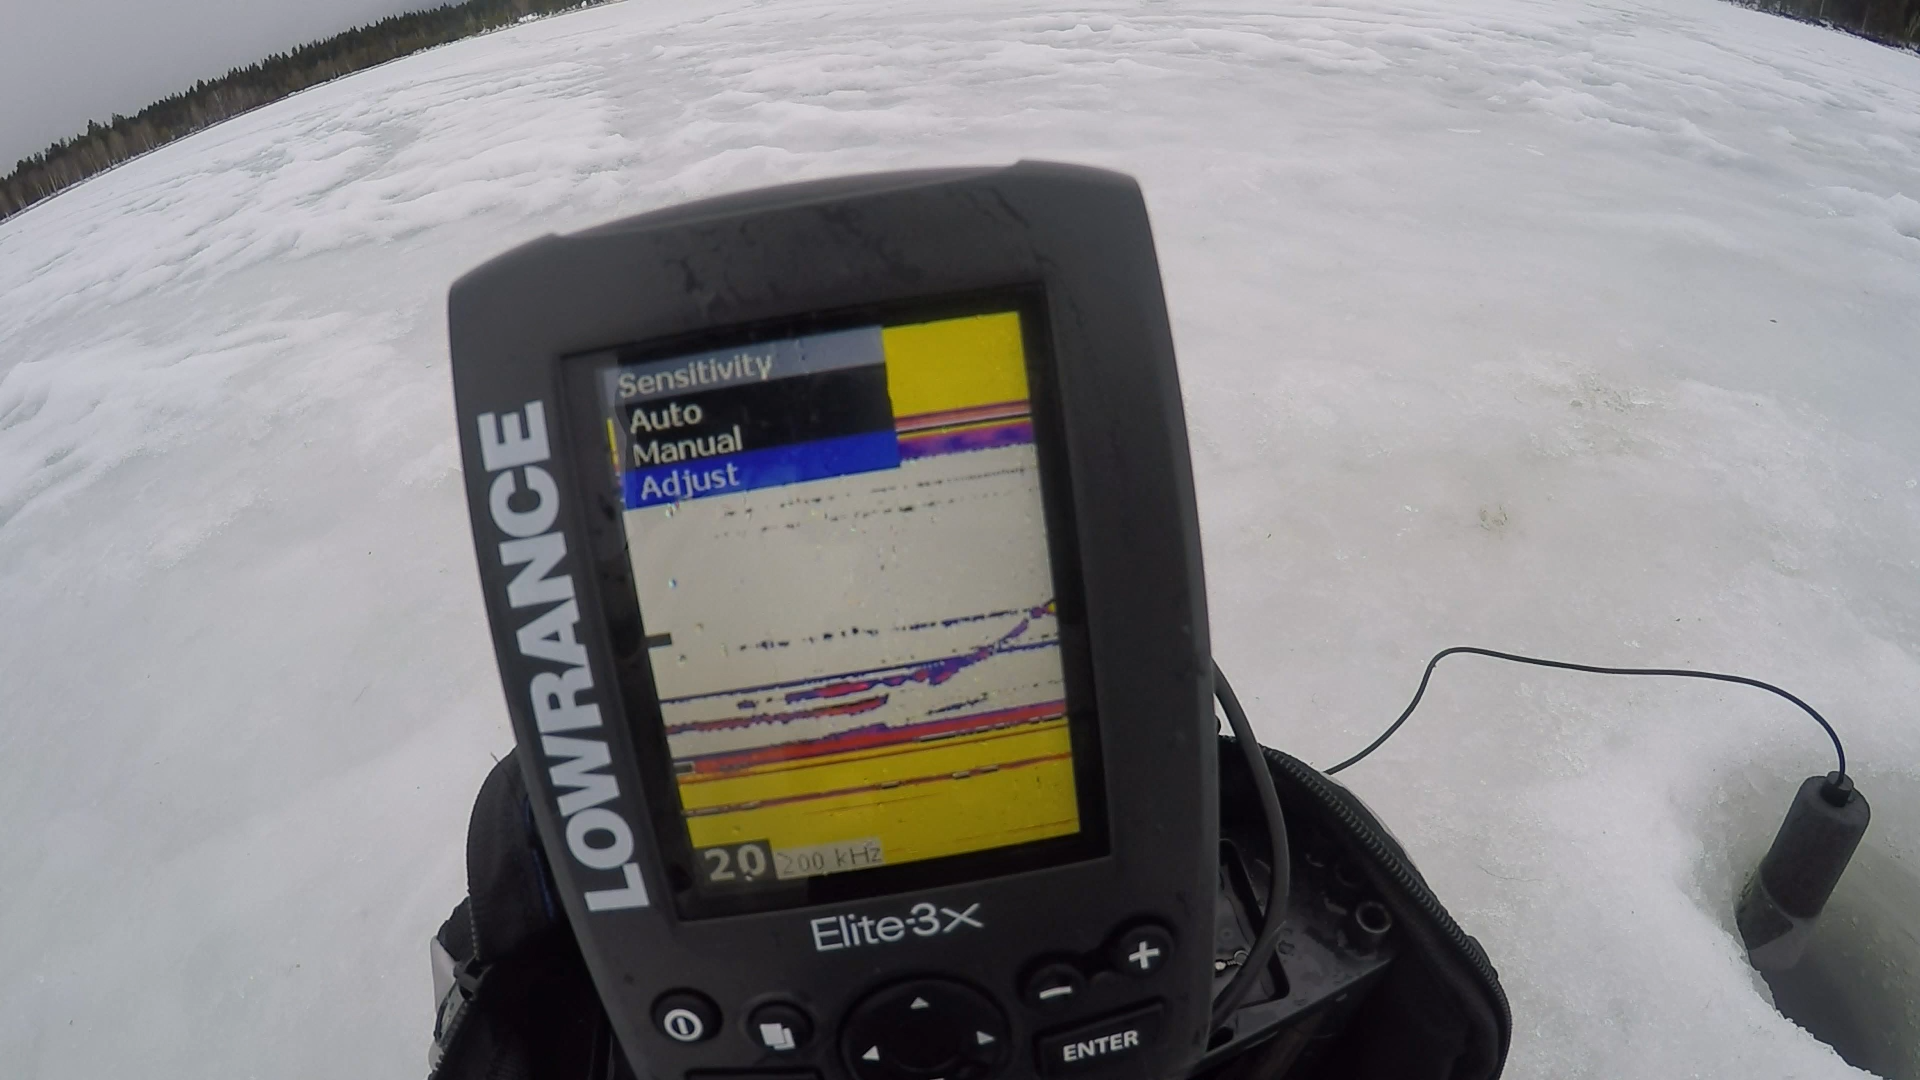 LOWRANCE
Sensitivity
Auto
Manual
Adjust
20 200 kHz
Elite-3x
ENTER